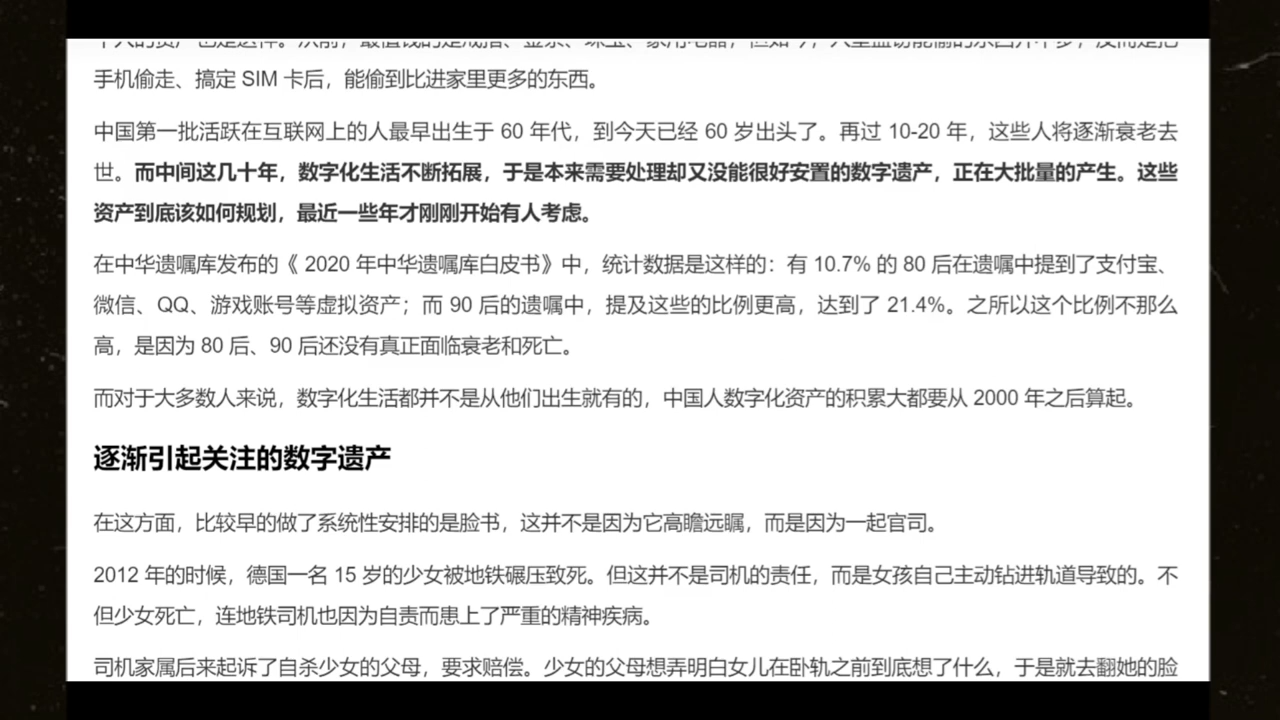 手机偷走、搞定 SIM 卡后，能偷到比进家里更多的东西。
中国第一批活跃在互联网上的人最早出生于 60 年代，到今天已经 60 岁出头了。再过 10-20 年，这些人将逐渐衰老去
世。而中间这几十年，数字化生活不断拓展，于是本来需要处理却又没能很好安置的数字遗产，正在大批量的产生。这些
资产到底该如何规划，最近一些年才刚刚开始有人考虑。
在中华遗嘱库发布的《 2020 年中华遗嘱库白皮书》中，统计数据是这样的：有 10.7% 的 80 后在遗嘱中提到了支付宝、
微信、QQ、游戏账号等虚拟资产；而 90 后的遗嘱中，提及这些的比例更高，达到了 21.4%。之所以这个比例不那么
高，是因为 80 后、90 后还没有真正面临衰老和死亡。
而对于大多数人来说，数字化生活都并不是从他们出生就有的，中国人数字化资产的积累大都要从 2000 年之后算起。
逐渐引起关注的数字遗产
在这方面，比较早的做了系统性安排的是脸书，这并不是因为它高瞻远瞩，而是因为一起官司。
2012 年的时候，德国一名 15 岁的少女被地铁碾压致死。但这并不是司机的责任，而是女孩自己主动钻进轨道导致的。不
但少女死亡，连地铁司机也因为自责而患上了严重的精神疾病。
司机家属后来起诉了自杀少女的父母，要求赔偿。少女的父母想弄明白女儿在卧轨之前到底想了什么，于是就去翻她的脸